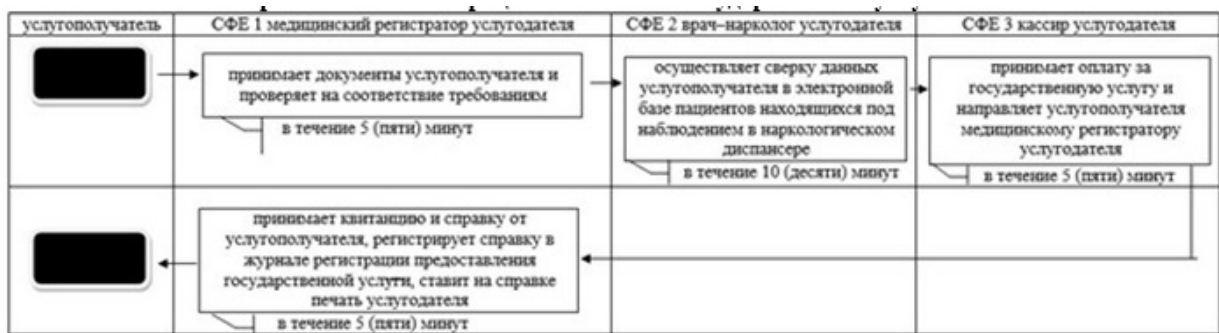 услугополучатель
СФЕ 1 медицинский регистратор услугодателя
СФЕ 2 врач–нарколог услугодателя
СФЕ 3 кассир услугодателя
принимает документы услугополучателя и
проверяет на соответствие требованиям
в течение 5 (пяти) минут
осуществляет сверку данных
услугополучателя в электронной
базе пациентов находящихся под
наблюдением в наркологическом
диспансере
в течение 10 (десяти) минут
принимает оплату за
государственную услугу и
направляет услугополучателя
медицинскому регистратору
услугодателя
в течение 5 (пяти) минут
принимает квитанцию и справку от
услугополучателя, регистрирует справку в
журнале регистрации предоставления
государственной услуги, ставит на справке
печать услугодателя
в течение 5 (пяти) минут